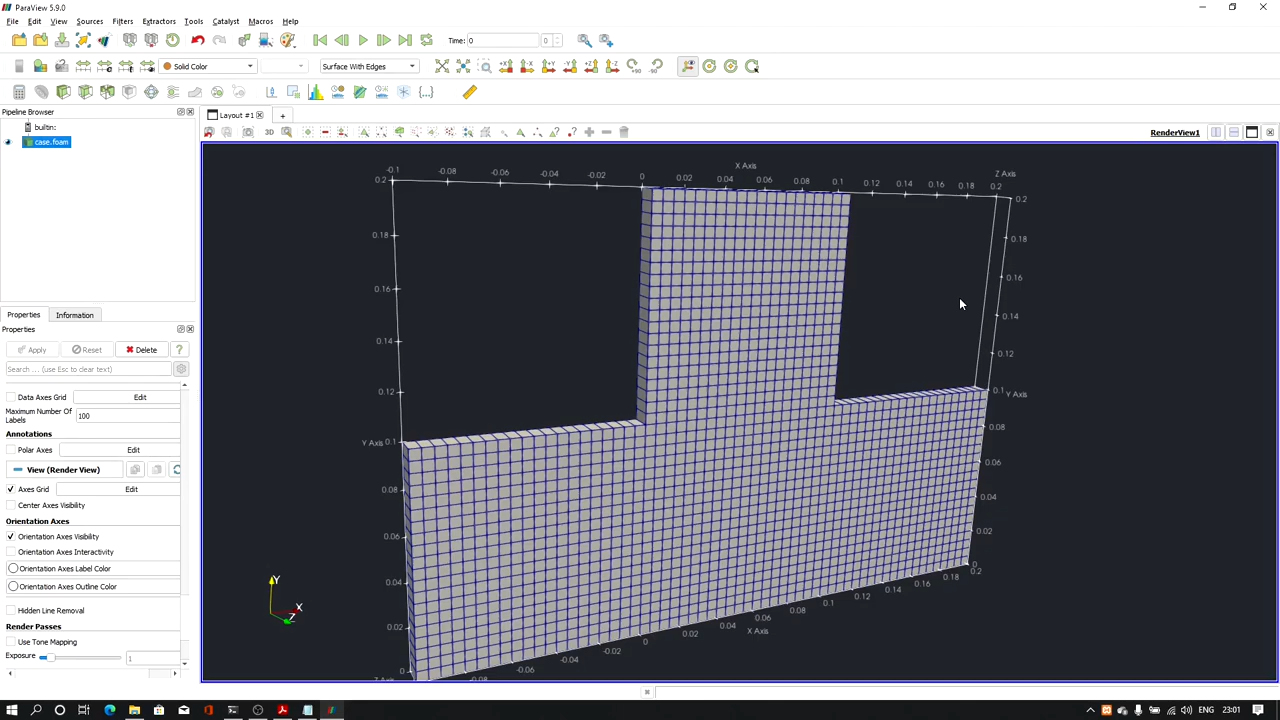 ParaView 5.9.0
File Edit View Sources Filters Extractors Tools Catalyst Macros Help
Time: 0 0
Solid Color Surface With Edges
+X -X +Y -Y +Z -Z +90 -90
Pipeline Browser
Layout #1
builtin:
case.foam
3D
RenderView1
Properties Information
Properties
Apply Reset Delete ?
Search ... (use Esc to clear text)
Data Axes Grid Edit
Maximum Number Of
Labels
100
Annotations
Polar Axes Edit
View (Render View)
Axes Grid Edit
Center Axes Visibility
Orientation Axes
Orientation Axes Visibility
Orientation Axes Interactivity
Orientation Axes Label Color
Orientation Axes Outline Color
Hidden Line Removal
Render Passes
Use Tone Mapping
Exposure 1
X Axis
-0.1 -0.08 -0.06 -0.04 -0.02 0 0.02 0.04 0.06 0.08 0.1 0.12 0.14 0.16 0.18 0.2
Z Axis
0.2
0.18
0.16
0.14
0.12
Y Axis 0.1
0.08
0.06
0.04
0.02
0
0.2
0.18
0.16
0.14
0.12
0.1 Y Axis
0.08
0.06
0.04
0.02
0
0.2
-0.08 -0.06 -0.04 -0.02 0 0.02 0.04 0.06 0.08 0.1 0.12 0.14 0.16 0.18
X Axis
Y
X
Z
ENG 23:01